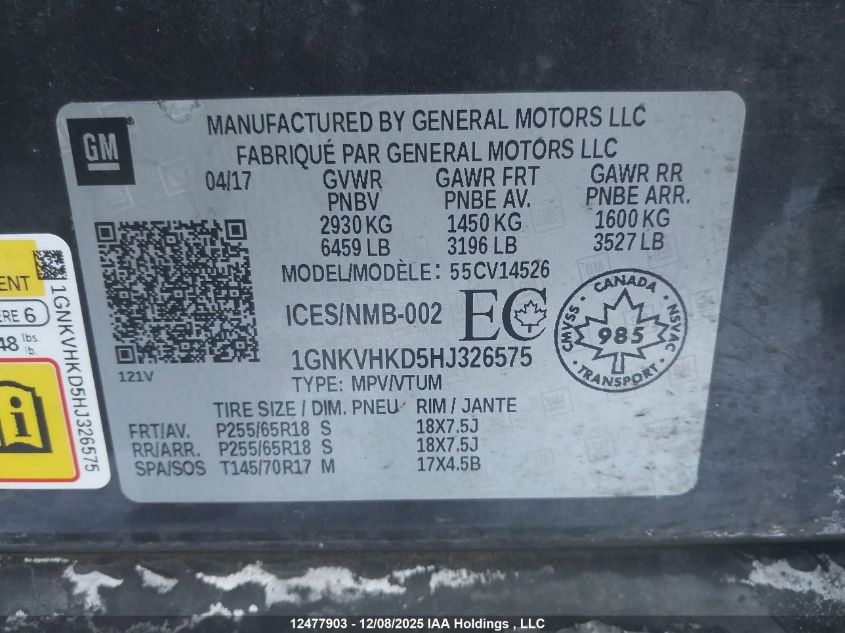 GM
MANUFACTURED BY GENERAL MOTORS LLC
FABRIQUÉ PAR GENERAL MOTORS LLC
04/17 GVWR GAWR FRT GAWR RR
PNBV PNBE AV. PNBE ARR.
2930 KG 1450 KG 1600 KG
6459 LB 3196 LB 3527 LB
MODEL/MODÈLE: 55CV14526
ICES/NMB-002 EC
CANADA
CMVSS 985 NSVAC
TRANSPORT
1GNKVHKD5HJ326575
121V
TYPE: MPV/VTUM
TIRE SIZE / DIM. PNEU RIM / JANTE
FRT/AV. P255/65R18 S 18X7.5J
RR/ARR. P255/65R18 S 18X7.5J
SPA/SOS T145/70R17 M 17X4.5B
6
lbs.
lb.
i
1GNKVHKD5HJ326575
12477903 - 12/08/2025 IAA Holdings , LLC